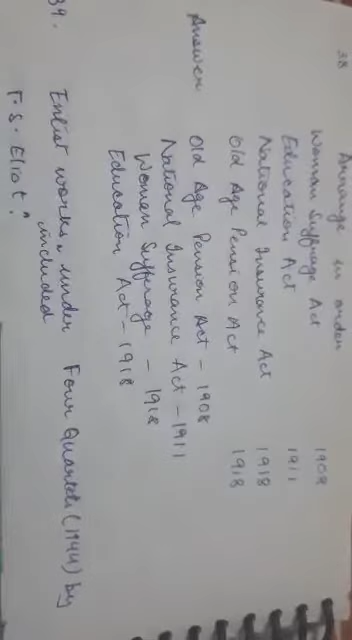 38 Arrange in order
Women Suffrage Act 1908
Education Act 1911
National Insurance Act 1918
Old Age Pension Act 1918
Answer Old Age Pension Act - 1908
National Insurance Act - 1911
Women Suffrage - 1918
Education Act - 1918
39. Enlist works included under Four Quartets (1944) by
T.S. Eliot.